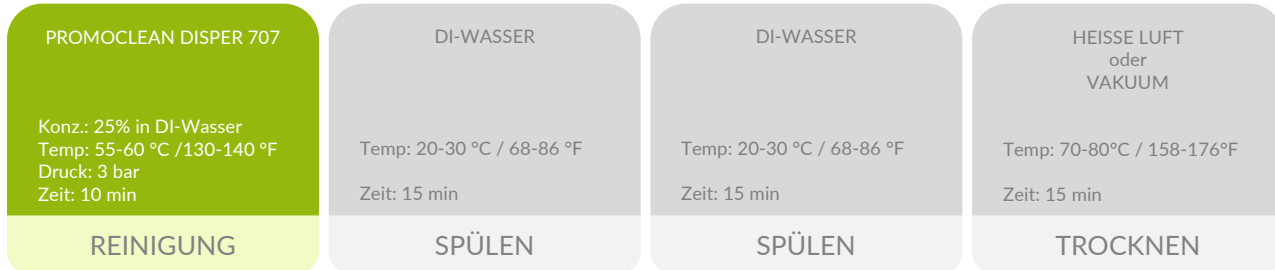 PROMOCLEAN DISPER 707
Konz.: 25% in DI-Wasser
Temp: 55-60 °C /130-140 °F
Druck: 3 bar
Zeit: 10 min
REINIGUNG
DI-WASSER
Temp: 20-30 °C / 68-86 °F
Zeit: 15 min
SPÜLEN
DI-WASSER
Temp: 20-30 °C / 68-86 °F
Zeit: 15 min
SPÜLEN
HEISSE LUFT
oder
VAKUUM
Temp: 70-80°C / 158-176°F
Zeit: 15 min
TROCKNEN